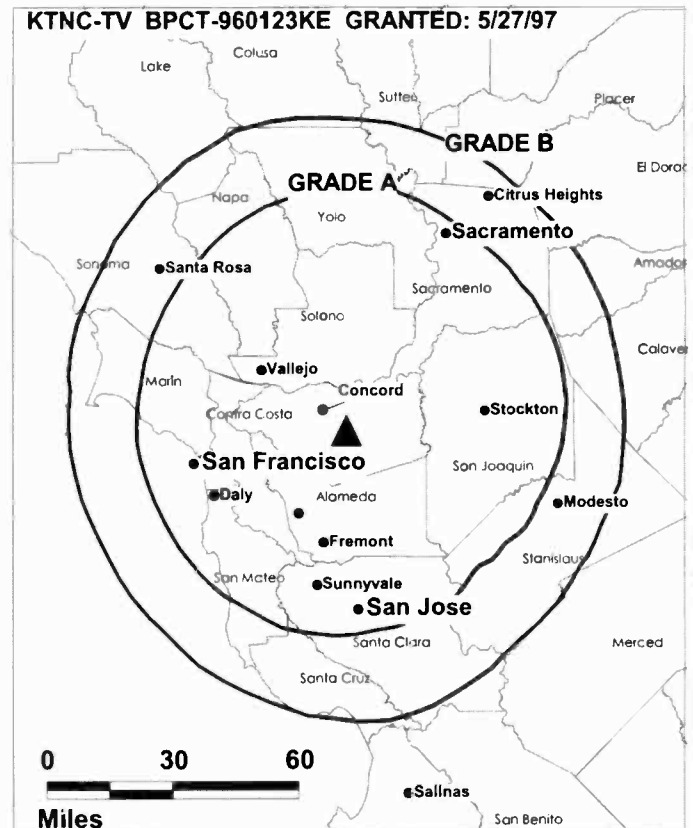 KTNC-TV BPCT-960123KE GRANTED: 5/27/97
Colusa
Lake
Sutter
Placer
GRADE B
El Dorad
GRADE A
Citrus Heights
Napa
Yolo
Sacramento
Sonoma
Santa Rosa
Amador
Sacramento
Solano
Calaver
Vallejo
Marin
Concord
Contra Costa
Stockton
San Francisco
San Joaquin
Daly
Alameda
Modesto
Fremont
Stanislaus
San Mateo
Sunnyvale
San Jose
Santa Clara
Merced
Santa Cruz
0 30 60
Salinas
Miles
San Benito